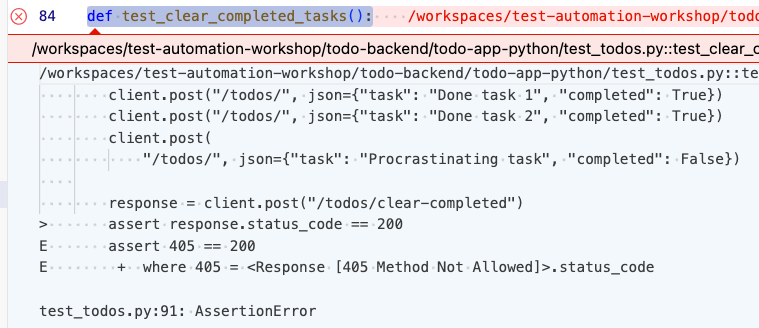 84 def test_clear_completed_tasks(): /workspaces/test-automation-workshop/todo
/workspaces/test-automation-workshop/todo-backend/todo-app-python/test_todos.py::test_clear_c
/workspaces/test-automation-workshop/todo-backend/todo-app-python/test_todos.py::te
client.post("/todos/", json={"task": "Done task 1", "completed": True})
client.post("/todos/", json={"task": "Done task 2", "completed": True})
client.post(
"/todos/", json={"task": "Procrastinating task", "completed": False})
response = client.post("/todos/clear-completed")
> assert response.status_code == 200
E assert 405 == 200
E + where 405 = <Response [405 Method Not Allowed]>.status_code
test_todos.py:91: AssertionError